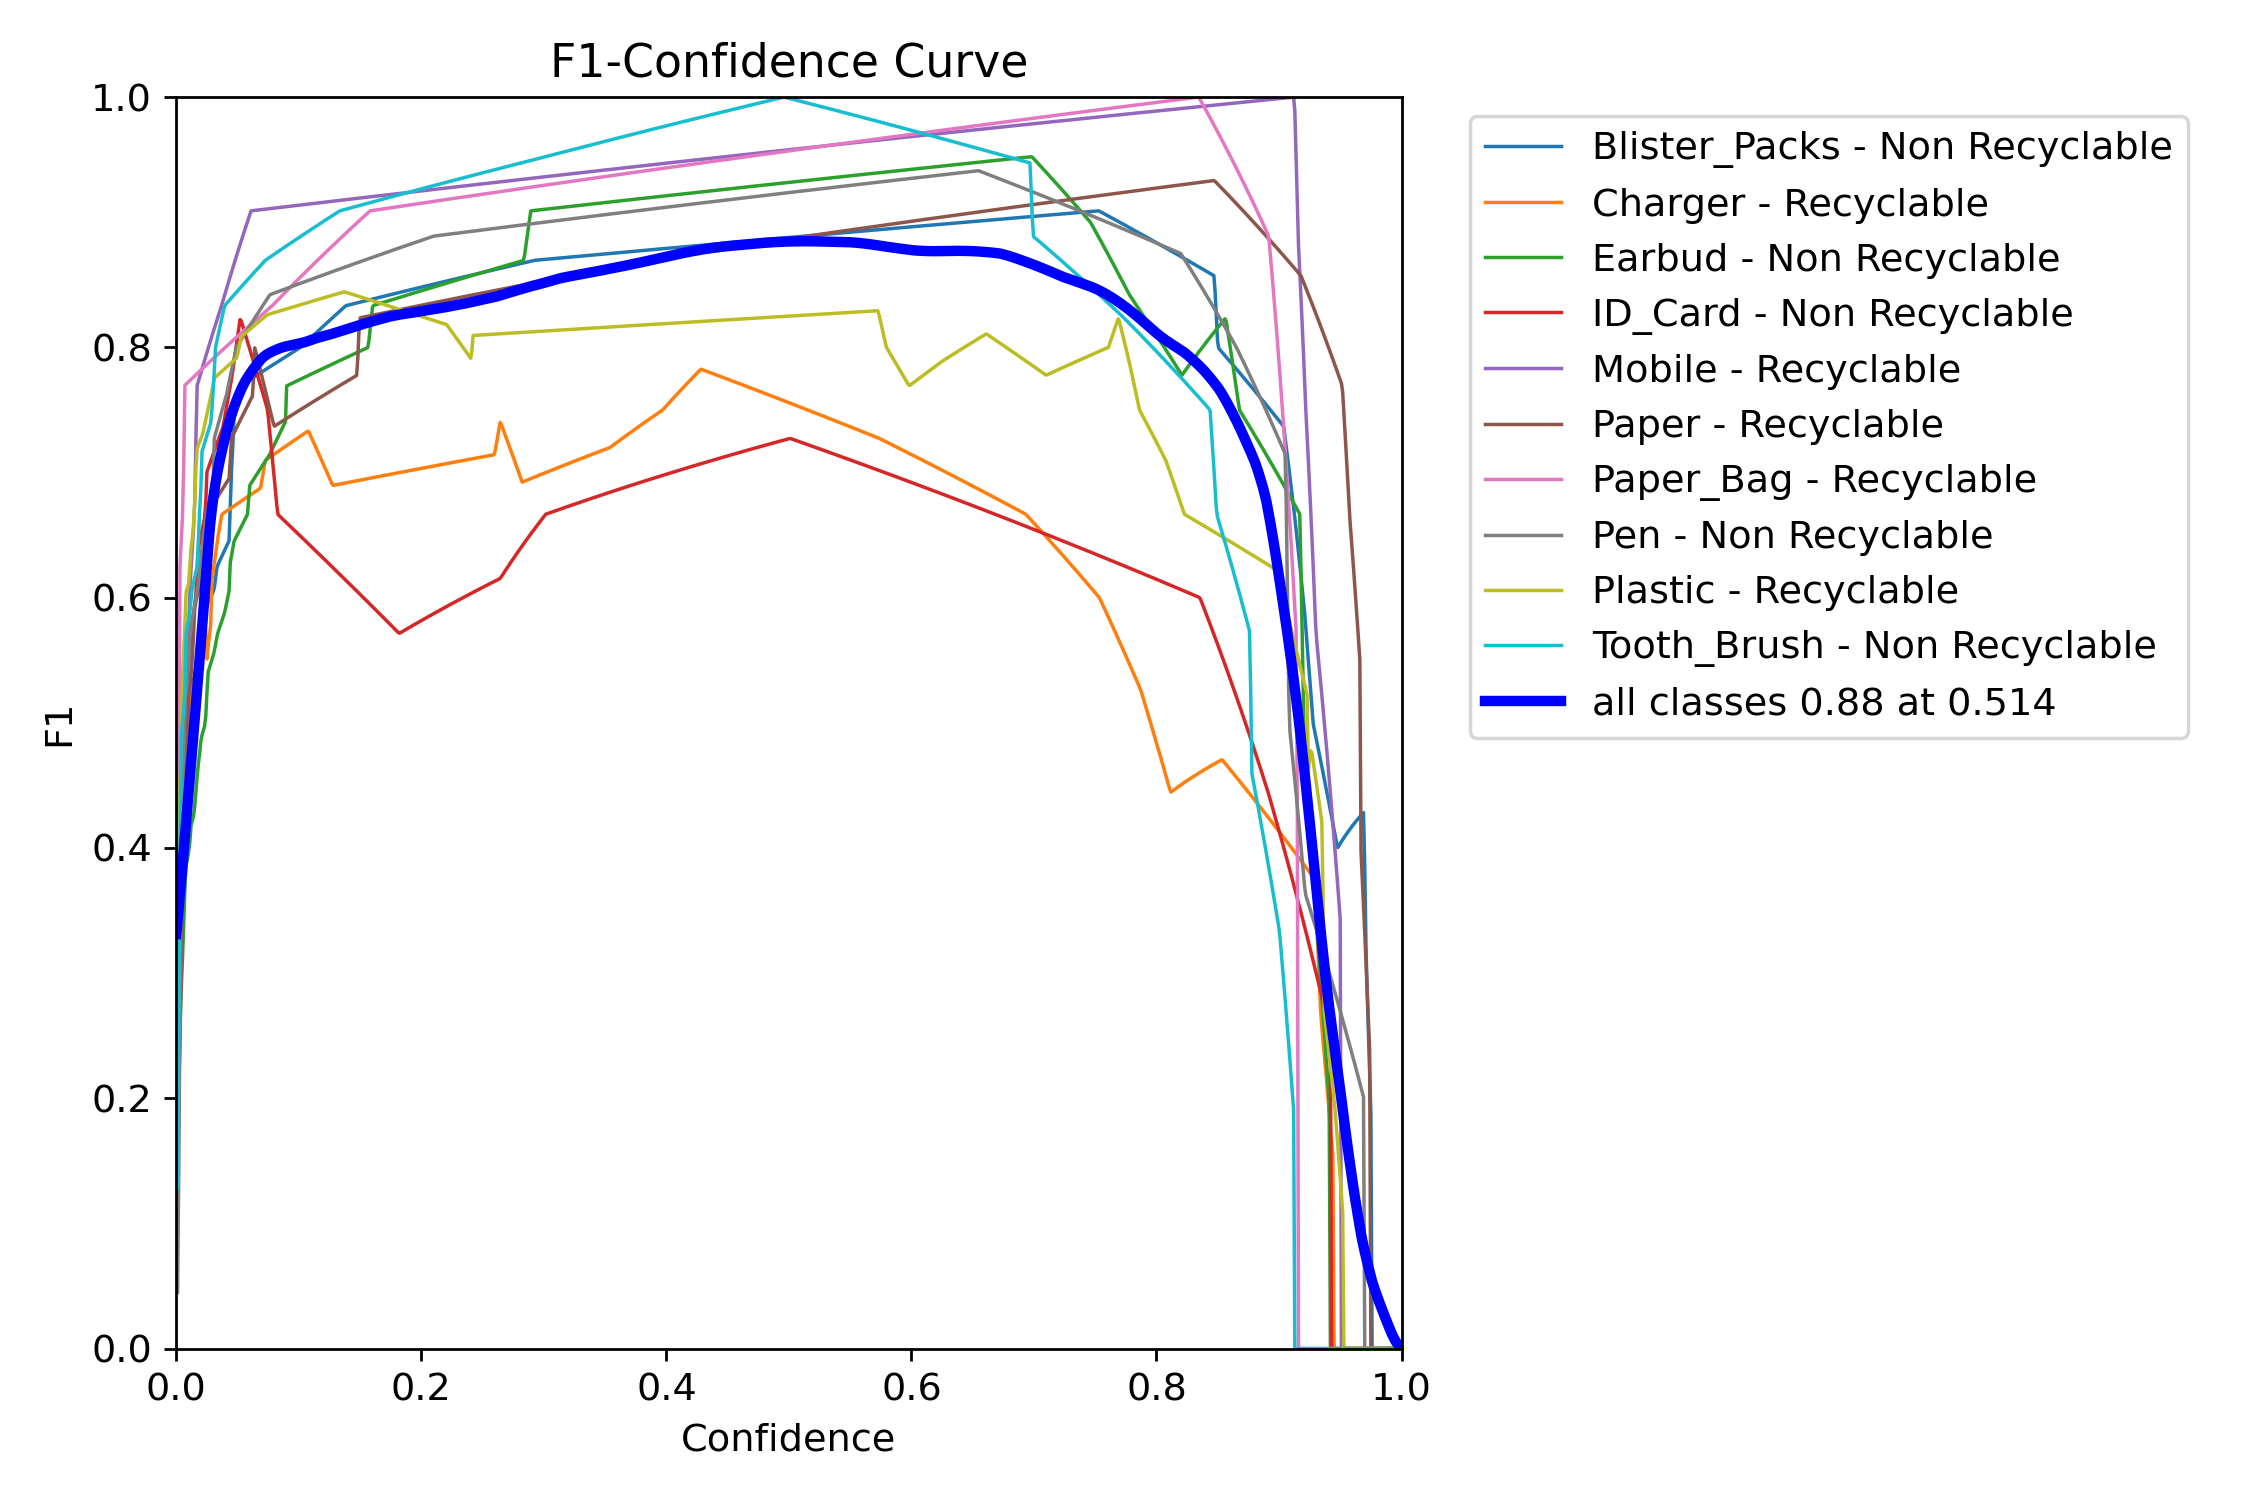 F1-Confidence Curve
1.0
0.8
0.6
0.4
0.2
0.0
F1
0.0 0.2 0.4 0.6 0.8 1.0
Confidence
Blister_Packs - Non Recyclable
Charger - Recyclable
Earbud - Non Recyclable
ID_Card - Non Recyclable
Mobile - Recyclable
Paper - Recyclable
Paper_Bag - Recyclable
Pen - Non Recyclable
Plastic - Recyclable
Tooth_Brush - Non Recyclable
all classes 0.88 at 0.514